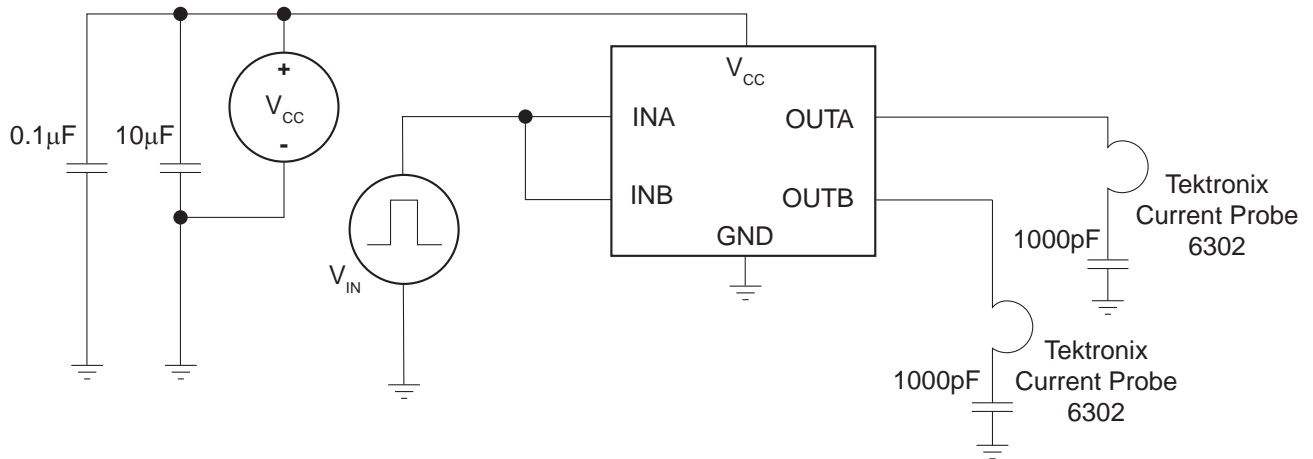 0.1μF
10μF
+
V_CC
-
V_IN
V_CC
INA
OUTA
INB
OUTB
GND
1000pF
Tektronix
Current Probe
6302
1000pF
Tektronix
Current Probe
6302